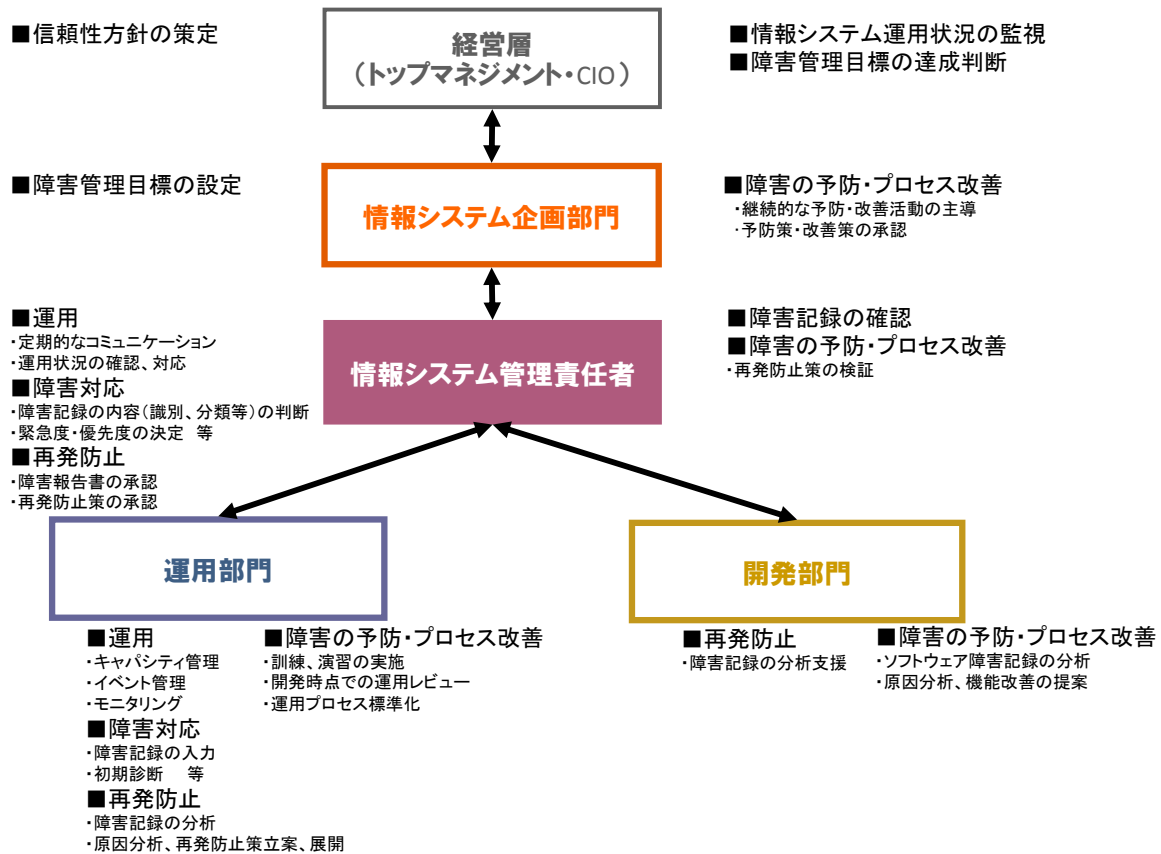 ■信頼性方針の策定
経営層
（トップマネジメント・CIO）
■情報システム運用状況の監視
■障害管理目標の達成判断
■障害管理目標の設定
情報システム企画部門
■障害の予防・プロセス改善
・継続的な予防・改善活動の主導
・予防策・改善策の承認
■運用
・定期的なコミュニケーション
・運用状況の確認、対応
■障害対応
・障害記録の内容（識別、分類等）の判断
・緊急度・優先度の決定　等
■再発防止
・障害報告書の承認
・再発防止策の承認
情報システム管理責任者
■障害記録の確認
■障害の予防・プロセス改善
・再発防止策の検証
運用部門
■運用
・キャパシティ管理
・イベント管理
・モニタリング
■障害対応
・障害記録の入力
・初期診断　等
■再発防止
・障害記録の分析
・原因分析、再発防止策立案、展開
■障害の予防・プロセス改善
・訓練、演習の実施
・開発時点での運用レビュー
・運用プロセス標準化
開発部門
■再発防止
・障害記録の分析支援
■障害の予防・プロセス改善
・ソフトウェア障害記録の分析
・原因分析、機能改善の提案